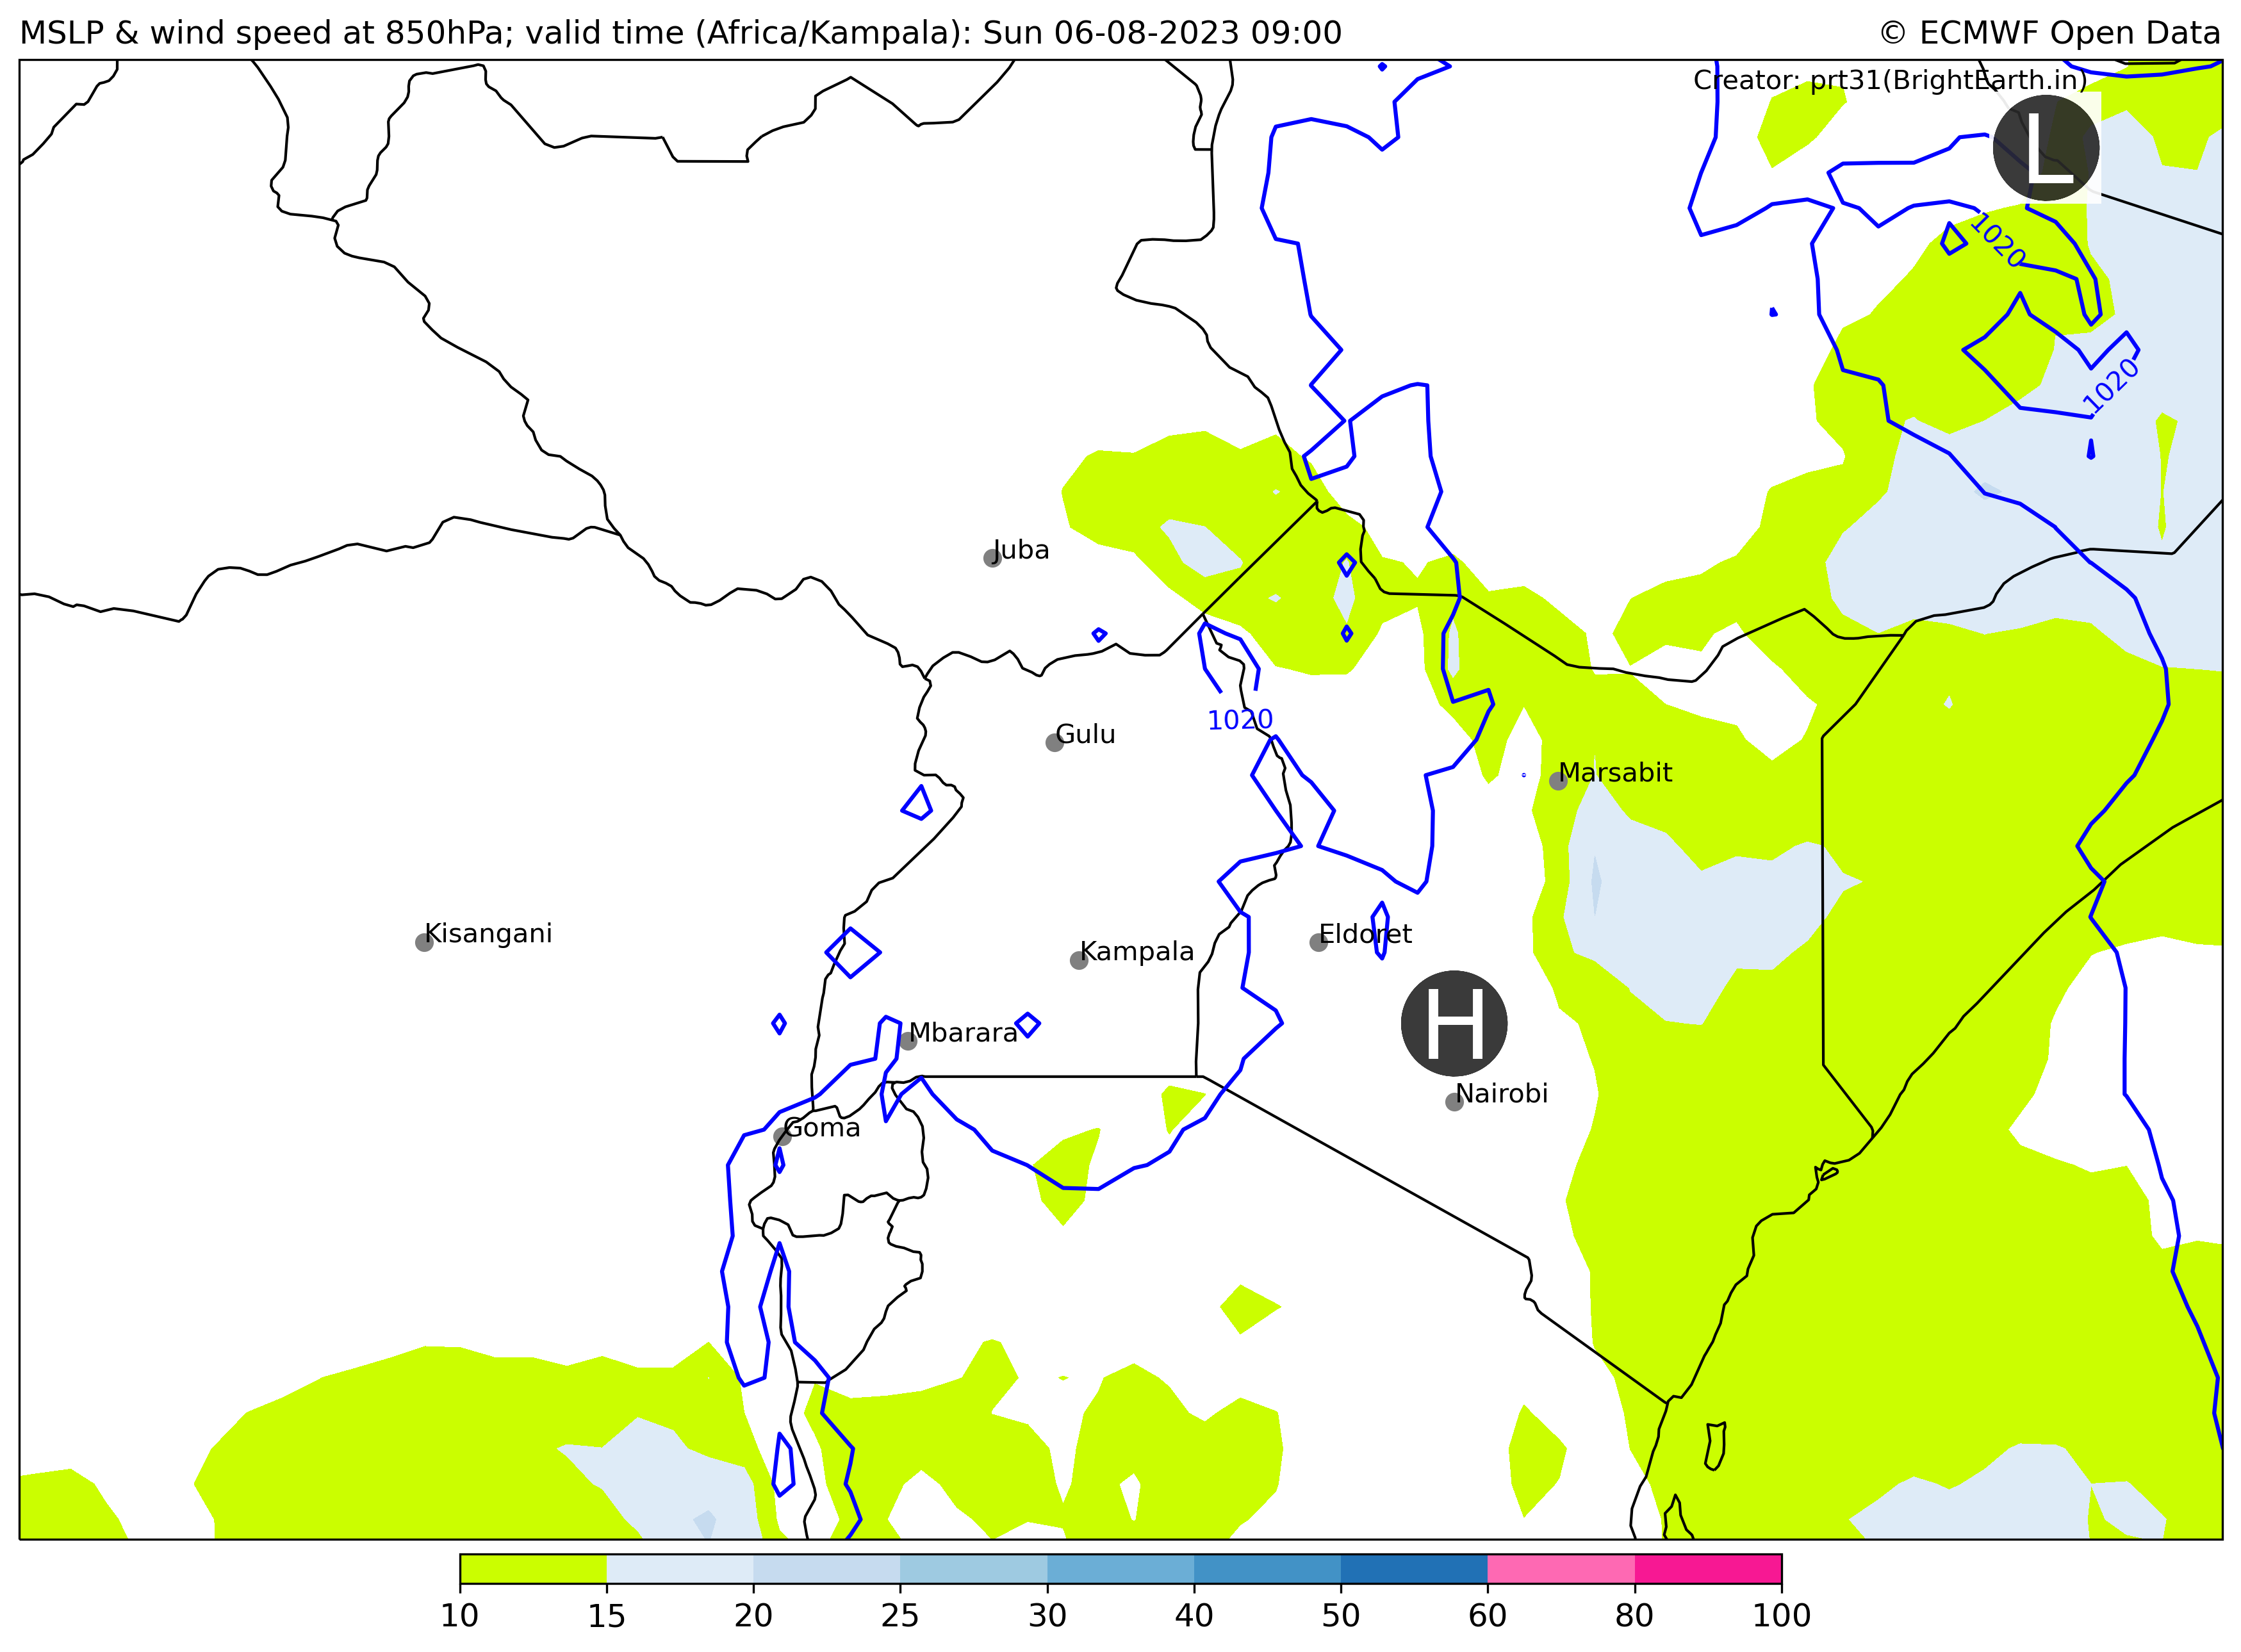 MSLP & wind speed at 850hPa; valid time (Africa/Kampala): Sun 06-08-2023 09:00
© ECMWF Open Data
Creator: prt31(BrightEarth.in)
L
1020
1020
Juba
1020
Gulu
Marsabit
Kisangani
Eldoret
Kampala
H
Mbarara
Nairobi
Goma
10 15 20 25 30 40 50 60 80 100